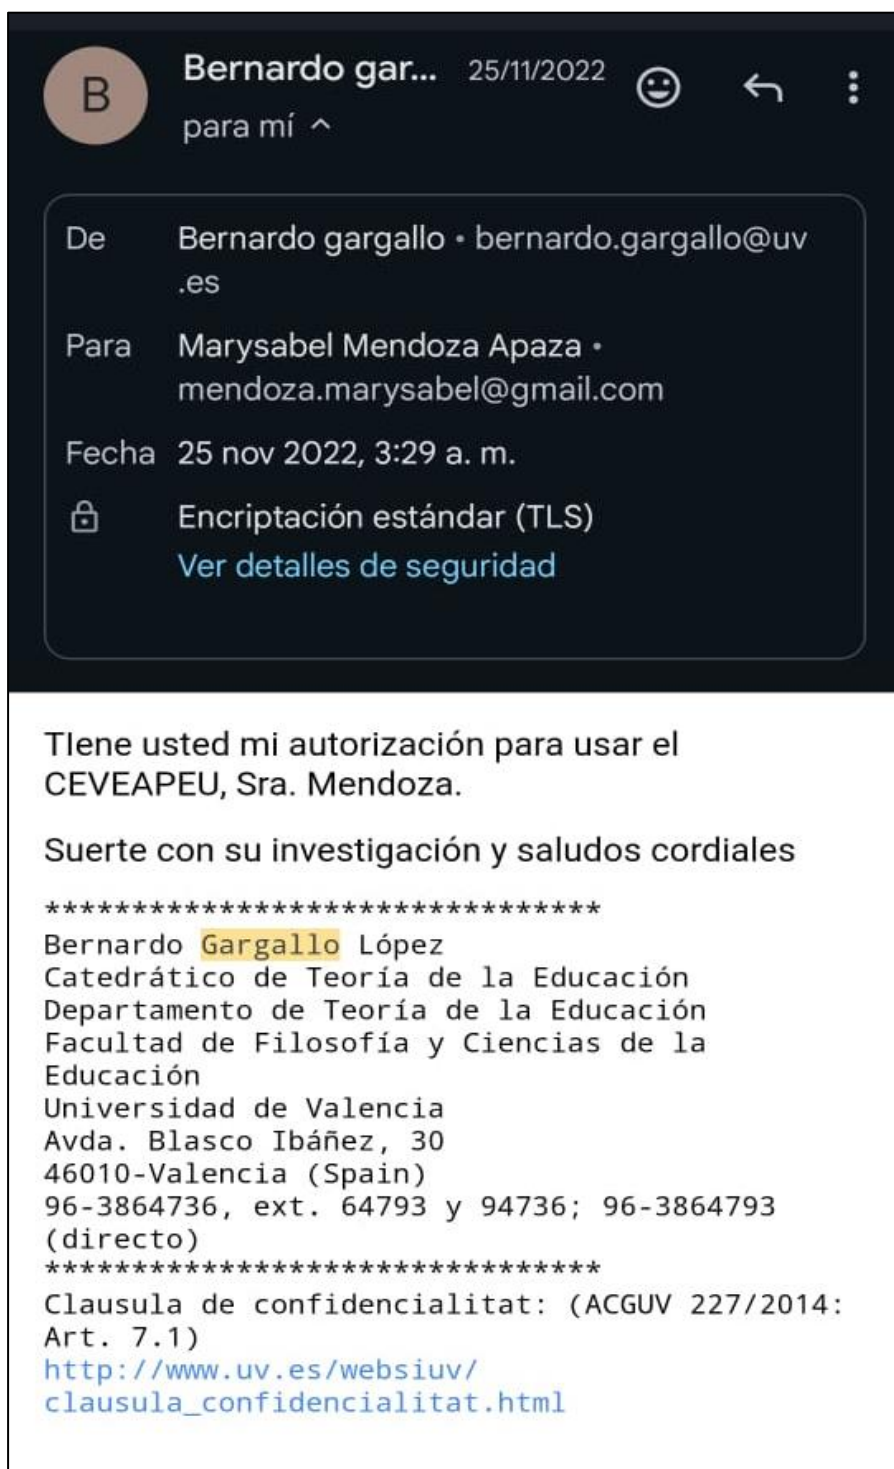 B
Bernardo gar... 25/11/2022
para mí
De Bernardo gargallo • bernardo.gargallo@uv
.es
Para Marysabel Mendoza Apaza •
mendoza.marysabel@gmail.com
Fecha 25 nov 2022, 3:29 a. m.
Encriptación estándar (TLS)
Ver detalles de seguridad
TIene usted mi autorización para usar el
CEVEAPEU, Sra. Mendoza.
Suerte con su investigación y saludos cordiales
********************************
Bernardo Gargallo López
Catedrático de Teoría de la Educación
Departamento de Teoría de la Educación
Facultad de Filosofía y Ciencias de la
Educación
Universidad de Valencia
Avda. Blasco Ibáñez, 30
46010-Valencia (Spain)
96-3864736, ext. 64793 y 94736; 96-3864793
(directo)
********************************
Clausula de confidencialitat: (ACGUV 227/2014:
Art. 7.1)
http://www.uv.es/websiuv/
clausula_confidencialitat.html